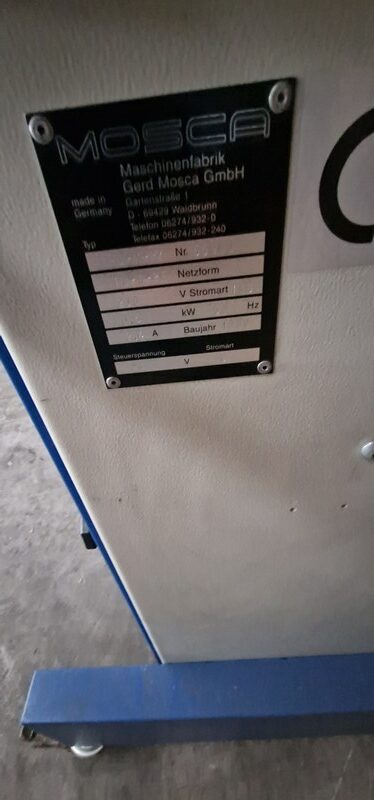 MOSCA
Maschinenfabrik
Gerd Mosca GmbH
made in Germany
Gartenstraße 1
D - 69429 Waldbrunn
Telefon 06274/932-0
Telefax 06274/932-240
Typ Nr.
Netzform
V Stromart
kW Hz
A Baujahr
Steuerspannung Stromart
V